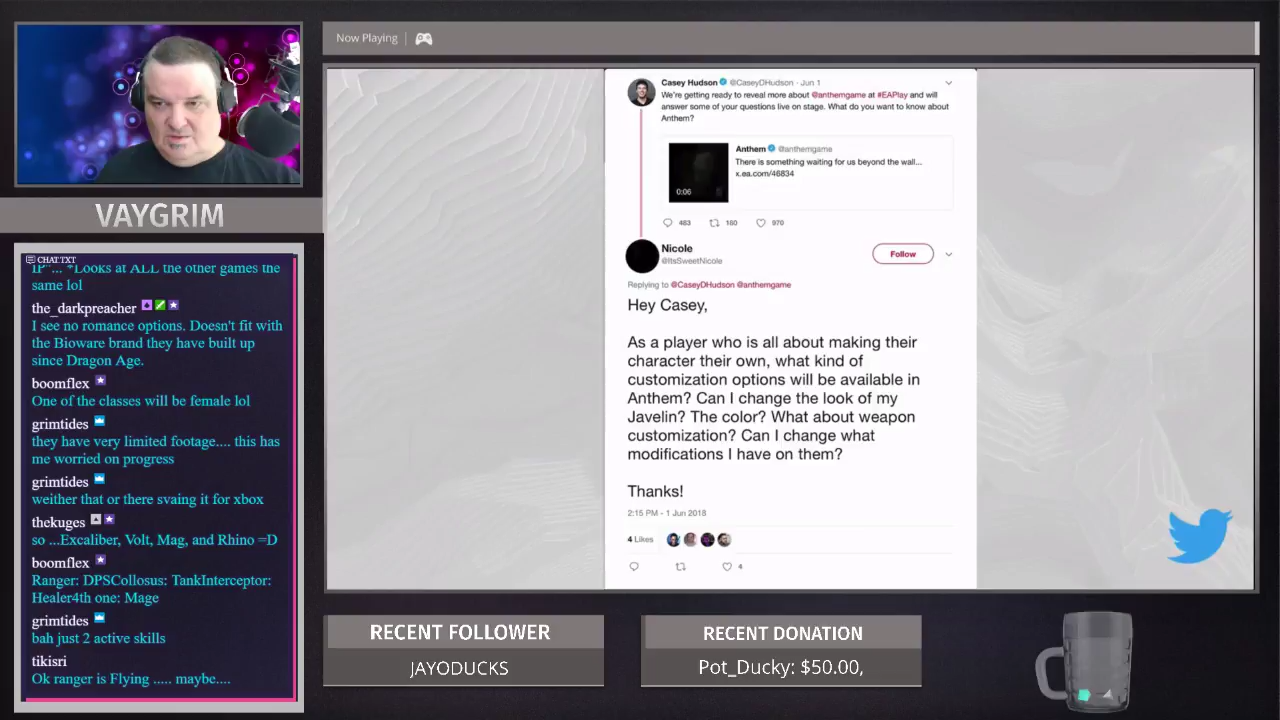 Now Playing
VAYGRIM
CHAT.TXT
IP"... *Looks at ALL the other games the
same lol
the_darkpreacher
I see no romance options. Doesn't fit with
the Bioware brand they have built up
since Dragon Age.
boomflex
One of the classes will be female lol
grimtides
they have very limited footage.... this has
me worried on progress
grimtides
weither that or there svaing it for xbox
thekuges
so ...Excaliber, Volt, Mag, and Rhino =D
boomflex
Ranger: DPSCollosus: TankInterceptor:
Healer4th one: Mage
grimtides
bah just 2 active skills
tikisri
Ok ranger is Flying ..... maybe....
Casey Hudson @CaseyDHudson · Jun 1
We're getting ready to reveal more about @anthemgame at #EAPlay and will
answer some of your questions live on stage. What do you want to know about
Anthem?
Anthem @anthemgame
There is something waiting for us beyond the wall...
x.ea.com/46834
0:06
463 160 970
Nicole
@ItsSweetNicole
Follow
Replying to @CaseyDHudson @anthemgame
Hey Casey,
As a player who is all about making their
character their own, what kind of
customization options will be available in
Anthem? Can I change the look of my
Javelin? The color? What about weapon
customization? Can I change what
modifications I have on them?
Thanks!
2:15 PM - 1 Jun 2018
4 Likes
4
RECENT FOLLOWER
JAYODUCKS
RECENT DONATION
Pot_Ducky: $50.00,